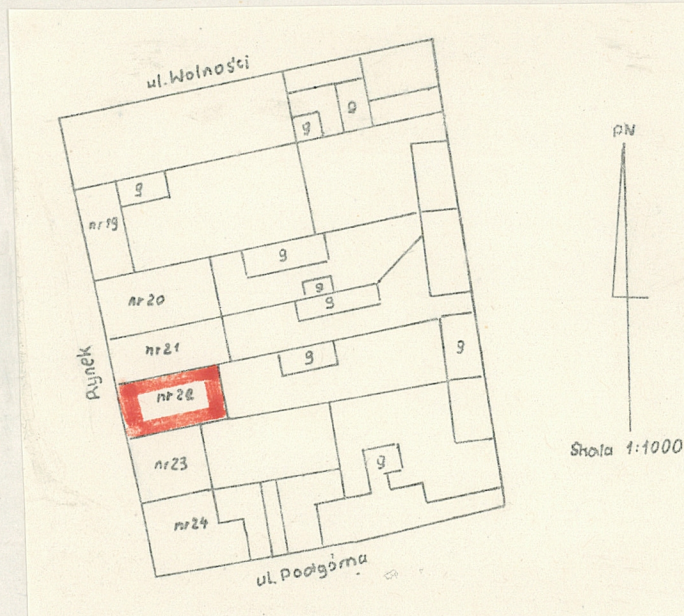 ul. Wolności
g
g
PN
g
nr 19
g
nr 20
g
g
nr 21
g
g
Rynek
nr 22
Skala 1:1000
nr 23
g
nr 24
ul. Podgórna